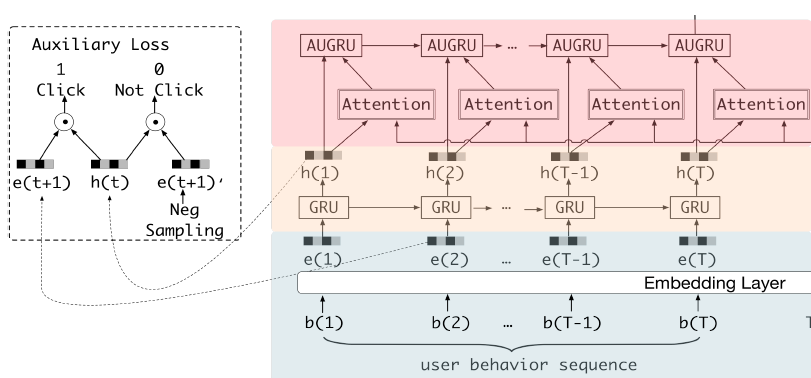 Auxiliary Loss
1 0
Click Not Click
e(t+1) h(t) e(t+1)'
Neg
Sampling
AUGRU AUGRU ... AUGRU AUGRU
Attention Attention Attention Attention
h(1) h(2) h(T-1) h(T)
GRU GRU ... GRU GRU
e(1) e(2) ... e(T-1) e(T)
Embedding Layer
b(1) b(2) ... b(T-1) b(T)
user behavior sequence